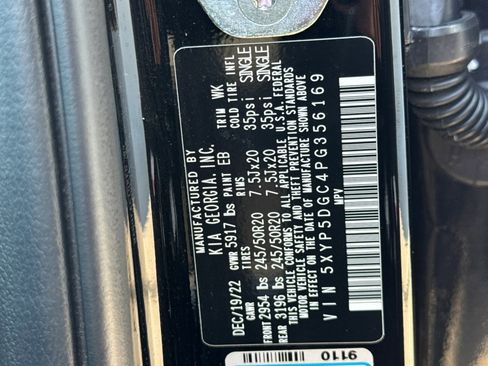 MANUFACTURED BY
KIA GEORGIA, INC.
DEC/19/22 GVWR 5917 lbs PAINT EB TRIM WK
GAWR TIRES RIMS COLD TIRE INFL
FRONT 2954 lbs 245/50R20 7.5Jx20 35psi SINGLE
REAR 3196 lbs 245/50R20 7.5Jx20 35psi SINGLE
THIS VEHICLE CONFORMS TO ALL APPLICABLE U.S.A. FEDERAL
MOTOR VEHICLE SAFETY AND THEFT PREVENTION STANDARDS
IN EFFECT ON THE DATE OF MANUFACTURE SHOWN ABOVE
VIN 5XYP5DGC4PG356169
MPV
9110